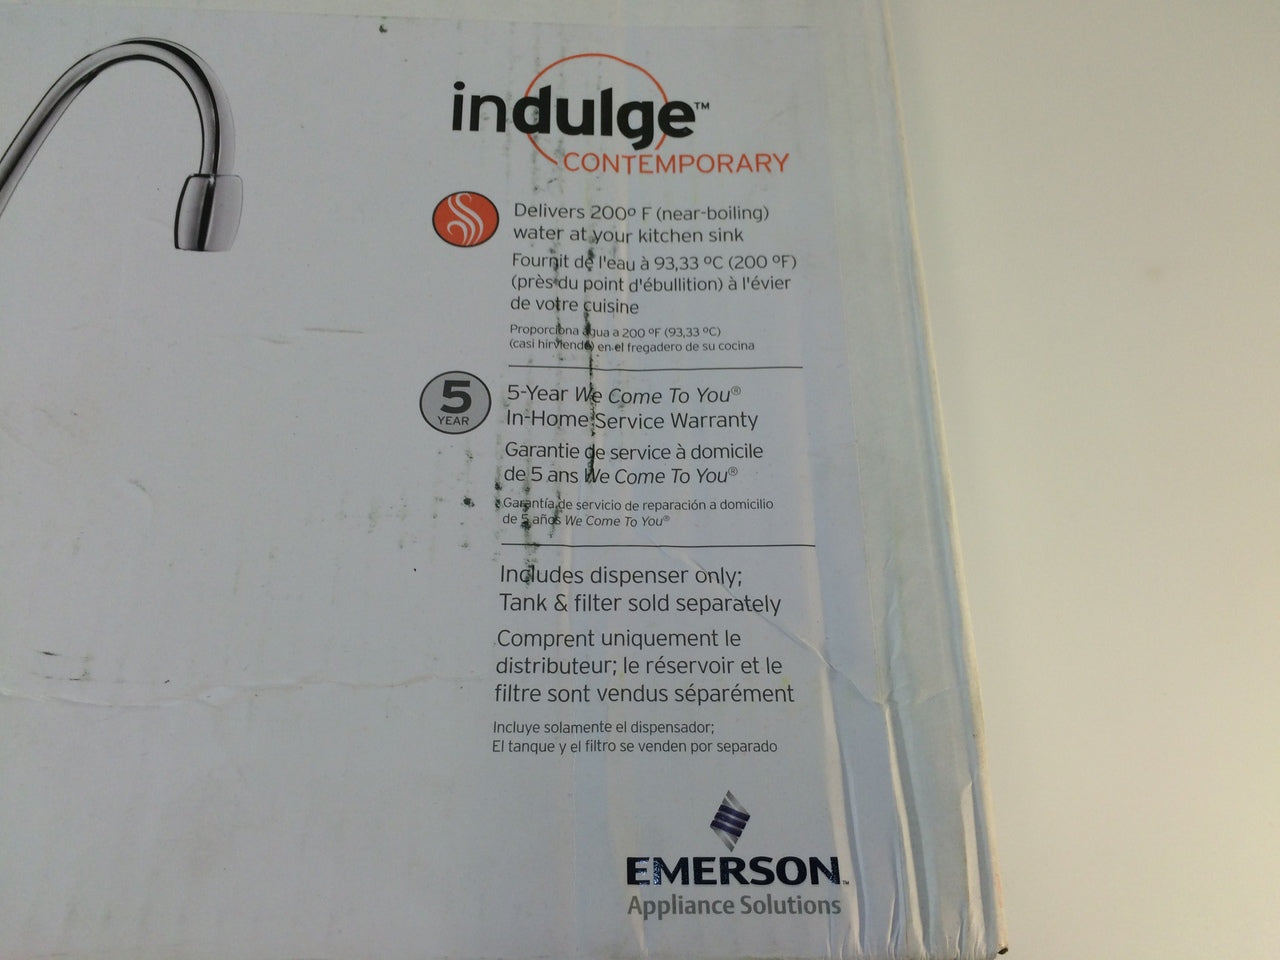 indulge™
CONTEMPORARY
Delivers 200º F (near-boiling)
water at your kitchen sink
Fournit de l'eau à 93,33 ºC (200 ºF)
(près du point d'ébullition) à l'évier
de votre cuisine
Proporciona agua a 200 ºF (93,33 ºC)
(casi hirviendo) en el fregadero de su cocina
5
YEAR
5-Year We Come To You®
In-Home Service Warranty
Garantie de service à domicile
de 5 ans We Come To You®
Garantía de servicio de reparación a domicilio
de 5 años We Come To You®
Includes dispenser only;
Tank & filter sold separately
Comprent uniquement le
distributeur; le réservoir et le
filtre sont vendus séparément
Incluye solamente el dispensador;
El tanque y el filtro se venden por separado
EMERSON™
Appliance Solutions